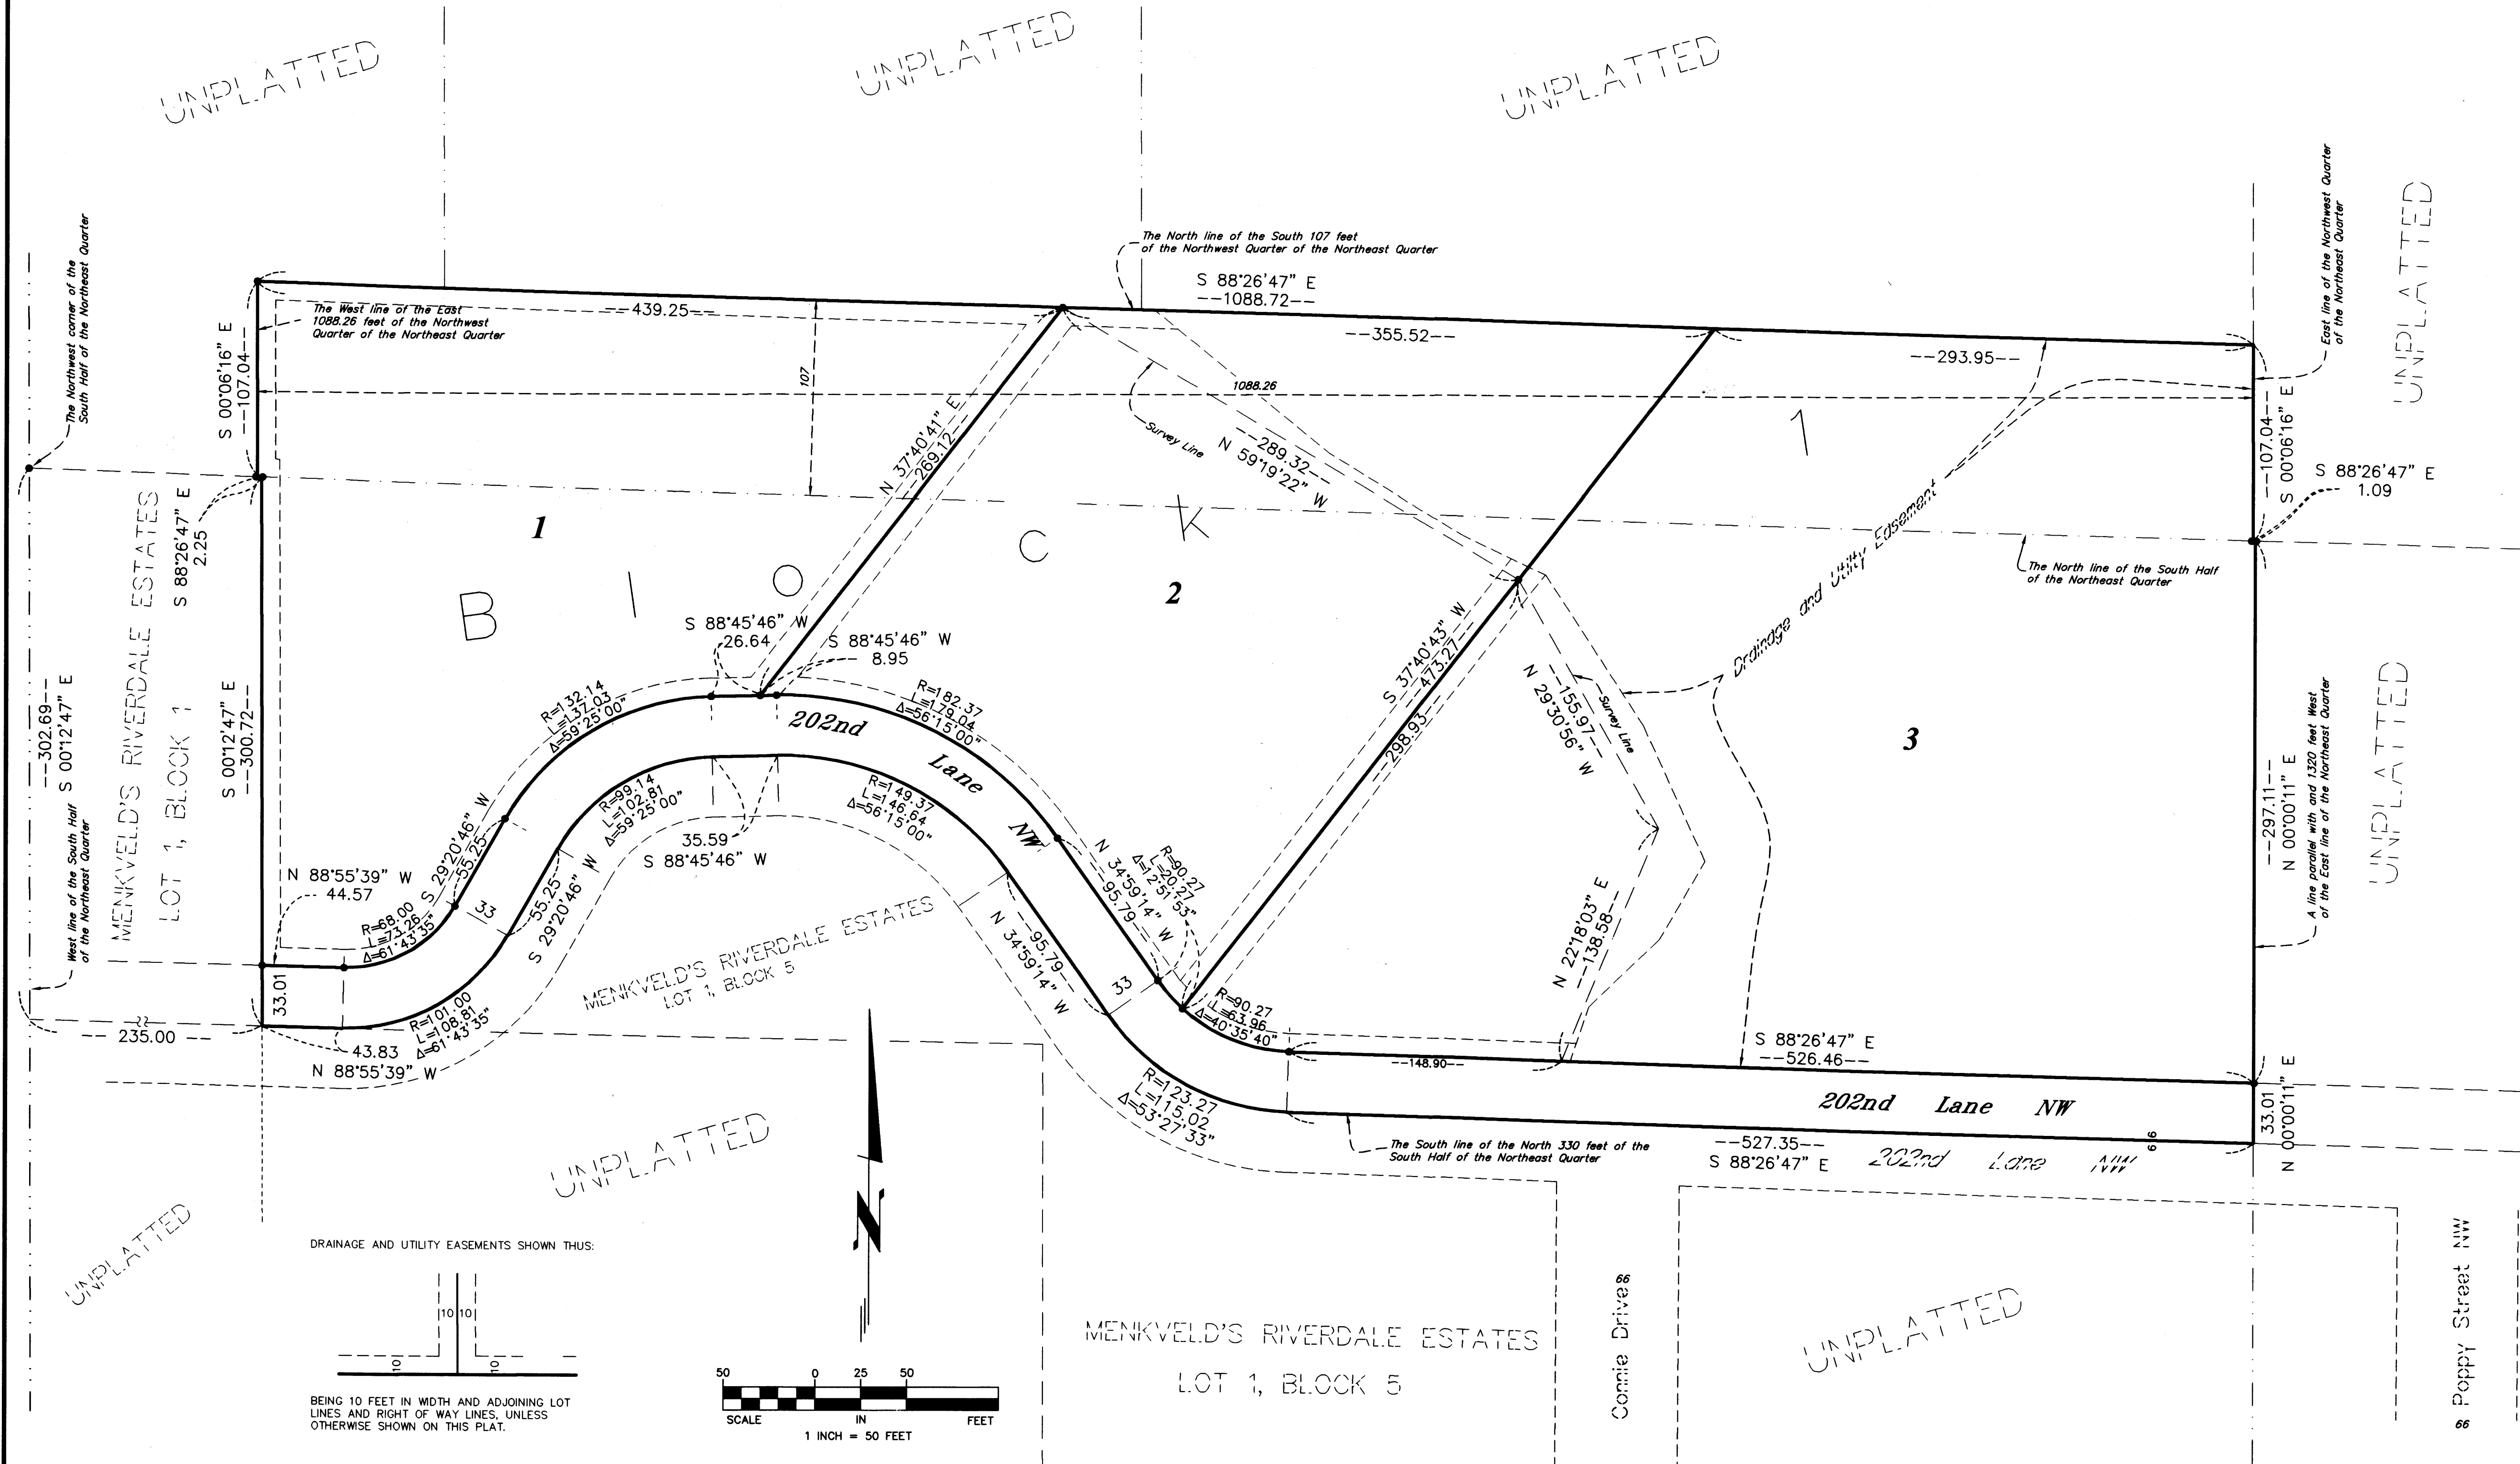 UNPLATTED
UNPLATTED
UNPLATTED
UNPLATTED
The Northwest corner of the
South Half of the Northeast Quarter
East line of the Northwest Quarter
of the Northeast Quarter
The North line of the South 107 feet
of the Northwest Quarter of the Northeast Quarter
S 88°26'47" E
--1088.72--
The West line of the East
1088.26 feet of the Northwest
Quarter of the Northeast Quarter
--439.25--
--355.52--
--293.95--
S 00°06'16" E
--107.04--
107
1088.26
1
N 37°40'41" E
269.12
Survey Line
--289.32--
N 59°19'22" W
--107.04--
S 00°06'16" E
S 88°26'47" E
1.09
S 88°26'47" E
2.25
MENKVELD'S RIVERDALE ESTATES
LOT 1, BLOCK 1
1
B l o c k
2
Drainage and Utility Easement
The North line of the South Half
of the Northeast Quarter
S 88°45'46" W
26.64
S 88°45'46" W
8.95
--302.69--
S 00°12'47" E
S 00°12'47" E
--300.72--
R=132.14
L=137.03
Δ=59°25'00"
R=182.37
L=179.04
Δ=56°15'00"
S 37°40'43" W
473.27
298.93
--155.97--
N 29°30'56" W
Survey Line
3
UNPLATTED
A line parallel with and 1320 feet West
of the East line of the Northeast Quarter
--297.11--
N 00°00'11" E
202nd Lane NW
R=99.14
L=102.81
Δ=59°25'00"
R=149.37
L=146.64
Δ=56°15'00"
35.59
S 88°45'46" W
West line of the South Half
of the Northeast Quarter
N 88°55'39" W
44.57
S 29°20'46" W
55.25
33
55.25
S 29°20'46" W
R=68.00
L=73.26
Δ=61°43'35"
N 34°59'14" W
95.79
R=90.27
L=20.27
Δ=12°51'53"
95.79
N 34°59'14" W
33
N 22°18'03" E
--138.58--
MENKVELD'S RIVERDALE ESTATES
LOT 1, BLOCK 5
33.01
-- 235.00 --
43.83
N 88°55'39" W
R=101.00
L=108.81
Δ=61°43'35"
R=90.27
L=63.96
Δ=40°35'40"
--148.90--
S 88°26'47" E
--526.46--
R=123.27
L=115.02
Δ=53°27'33"
202nd Lane NW
33.01
N 00°00'11" E
The South line of the North 330 feet of the
South Half of the Northeast Quarter
--527.35--
S 88°26'47" E
202nd Lane NW
66
UNPLATTED
UNPLATTED
DRAINAGE AND UTILITY EASEMENTS SHOWN THUS:
10 10
10 10
BEING 10 FEET IN WIDTH AND ADJOINING LOT
LINES AND RIGHT OF WAY LINES, UNLESS
OTHERWISE SHOWN ON THIS PLAT.
N
50 0 25 50
SCALE IN FEET
1 INCH = 50 FEET
MENKVELD'S RIVERDALE ESTATES
LOT 1, BLOCK 5
Connie Drive 66
UNPLATTED
66 Poppy Street NW